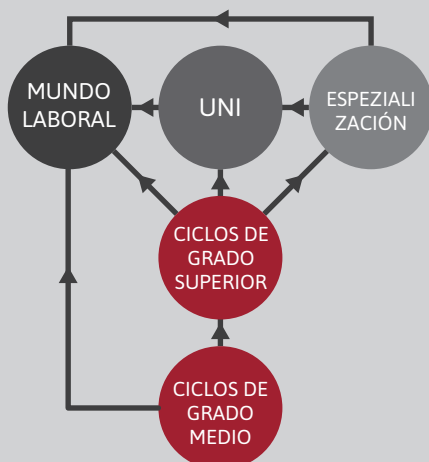 MUNDO
LABORAL
UNI
ESPEZIALI
ZACIÓN
CICLOS DE
GRADO
SUPERIOR
CICLOS DE
GRADO
MEDIO